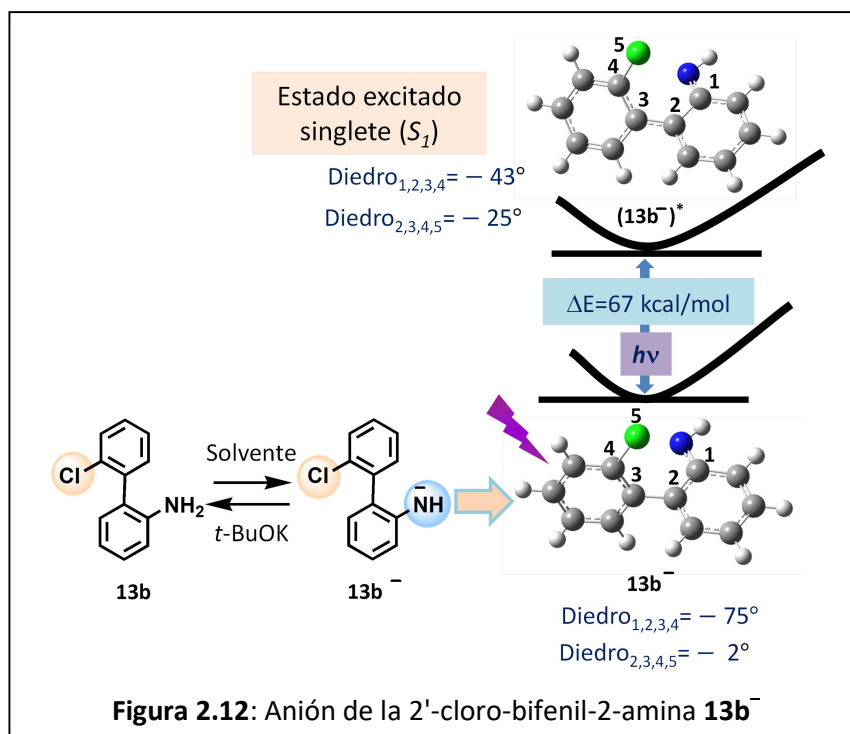 Estado excitado
singlete (S₁)
Diedro₁,₂,₃,₄= – 43°
Diedro₂,₃,₄,₅= – 25°
5
4
3
2
1
(13b⁻)*
ΔE=67 kcal/mol
hν
Cl
NH₂
13b
Solvente
t-BuOK
Cl
N̄H
13b ⁻
5
4
3
2
1
13b⁻
Diedro₁,₂,₃,₄= – 75°
Diedro₂,₃,₄,₅= – 2°
Figura 2.12: Anión de la 2'-cloro-bifenil-2-amina 13b⁻